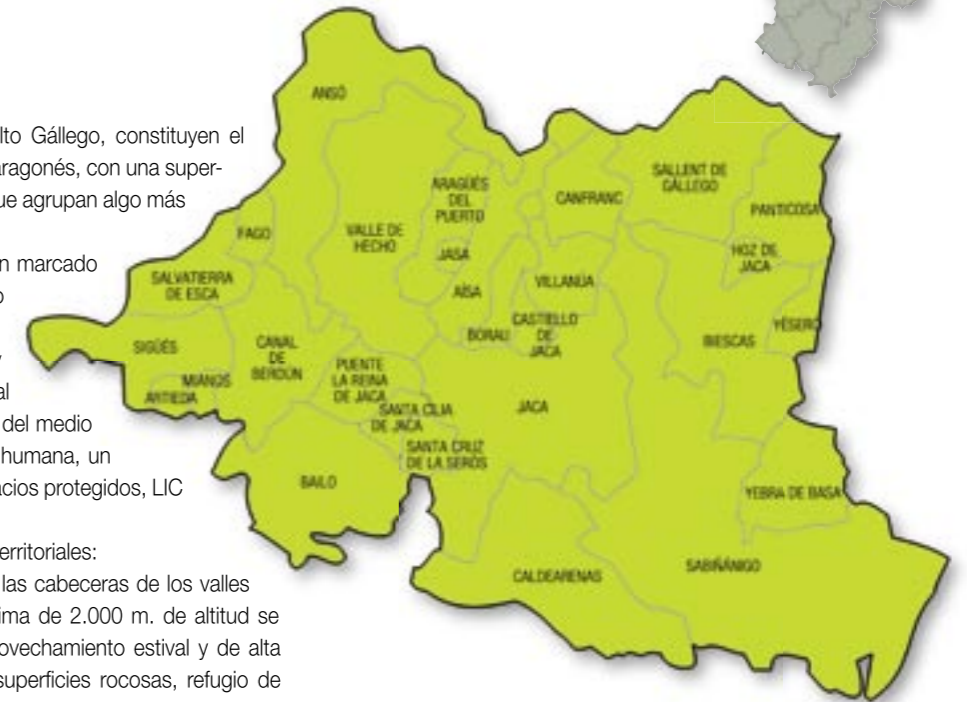 lto Gállego, constituyen el
aragonés, con una super-
ue agrupan algo más
n marcado
o
al
del medio
humana, un
acios protegidos, LIC
erritoriales:
las cabeceras de los valles
ima de 2.000 m. de altitud se
ovechamiento estival y de alta
superficies rocosas, refugio de
ANSÓ
FAGO
SALVATIERRA
DE ESCA
SIGÜÉS
MIANOS
ARTIEDA
CANAL
DE
BERDÚN
VALLE DE
HECHO
ARAGÜÉS
DEL
PUERTO
JASA
AÍSA
BORAU
CANFRANC
VILLANÚA
CASTIELLO
DE
JACA
PUENTE
LA REINA
DE JACA
SANTA CILIA
DE JACA
SANTA CRUZ
DE LA SERÓS
BAILO
JACA
SALLENT DE
GÁLLEGO
PANTICOSA
HOZ DE
JACA
YÉSERO
BIESCAS
YEBRA DE BASA
SABIÑÁNIGO
CALDEARENAS